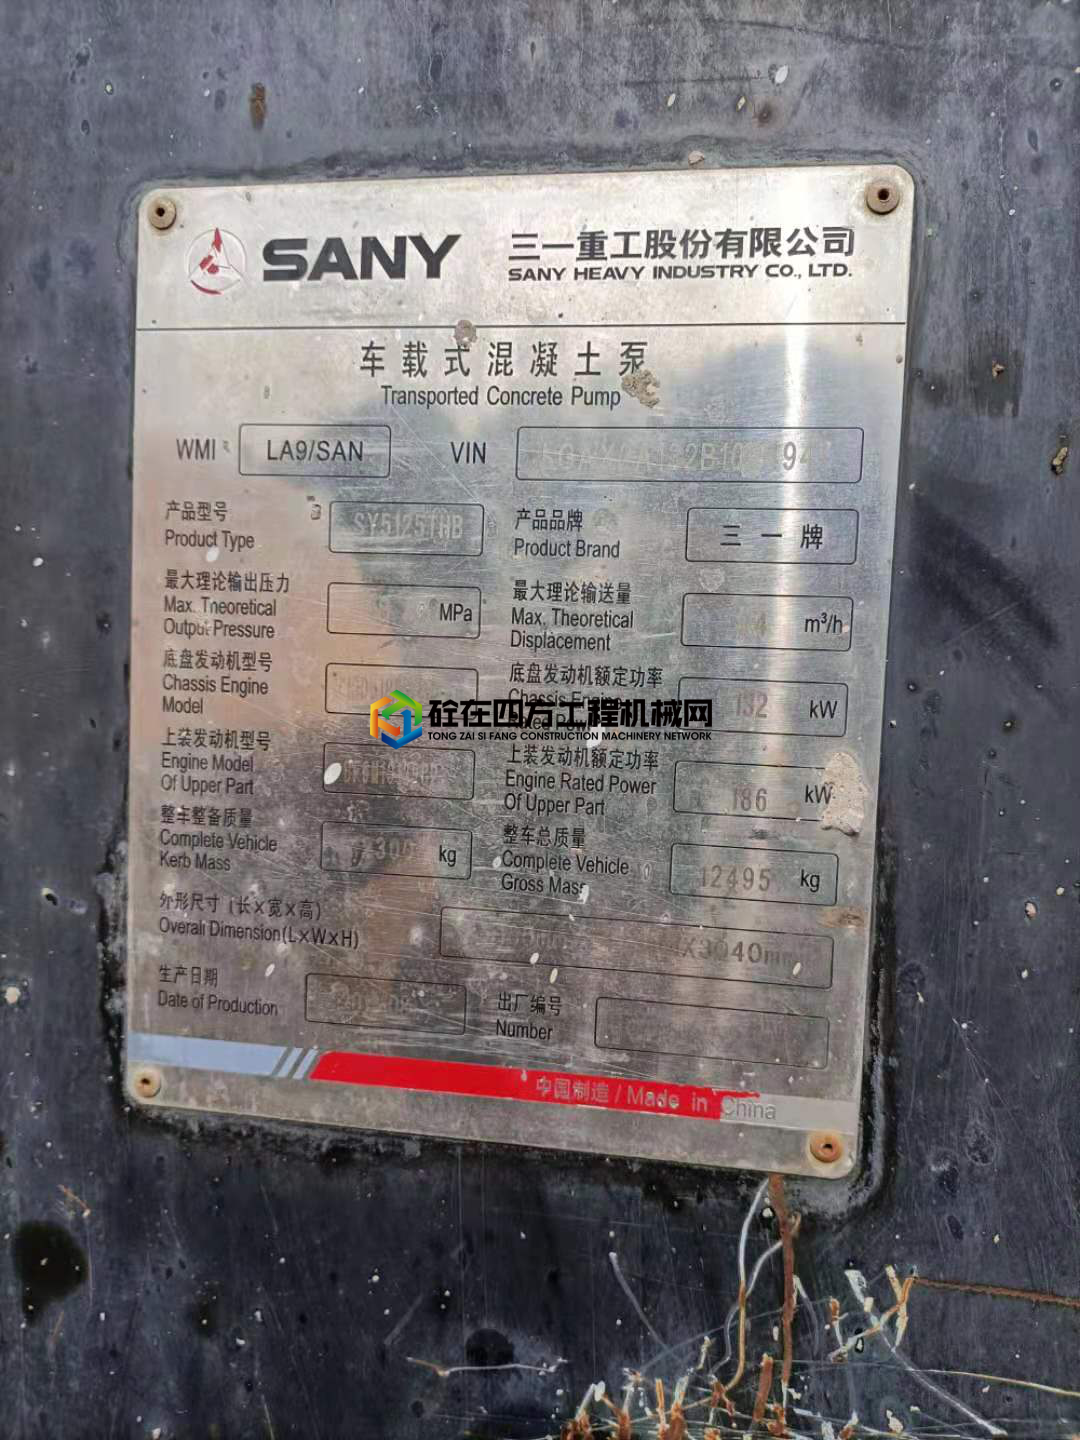 SANY
三一重工股份有限公司
SANY HEAVY INDUSTRY CO., LTD.
车载式混凝土泵
Transported Concrete Pump
WMI LA9/SAN VIN
产品型号 SY5125THB 产品品牌 三一牌
Product Type Product Brand
最大理论输出压力 MPa 最大理论输送量 m³/h
Max. Theoretical Max. Theoretical
Output Pressure Displacement
底盘发动机型号 底盘发动机额定功率 132 kW
Chassis Engine Chassis Engine
Model
砼在四方工程机械网
TONG ZAI SI FANG CONSTRUCTION MACHINERY NETWORK
上装发动机型号 上装发动机额定功率 186 kW
Engine Model Engine Rated Power
Of Upper Part Of Upper Part
整车整备质量 kg 整车总质量 12495 kg
Complete Vehicle Complete Vehicle
Kerb Mass Gross Mass
外形尺寸(长×宽×高)
Overall Dimension(L×W×H) X3040mm
生产日期 出厂编号
Date of Production Number
中国制造/Made in China